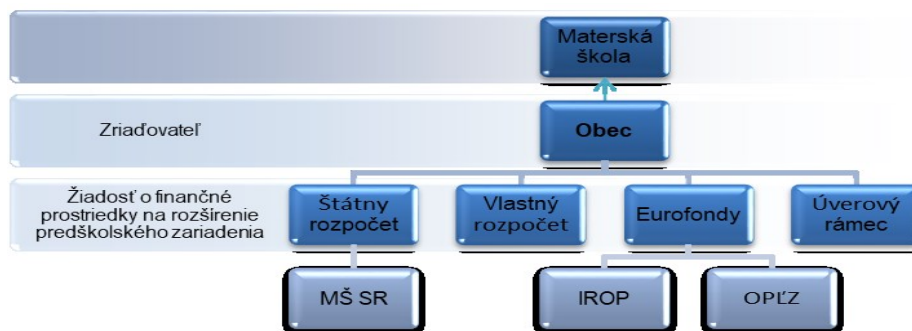 Materská
škola
Zriaďovateľ
Obec
Žiadosť o finančné
prostriedky na rozšírenie
predškolského zariadenia
Štátny
rozpočet
Vlastný
rozpočet
Eurofondy
Úverový
rámec
MŠ SR
IROP
OPĽZ